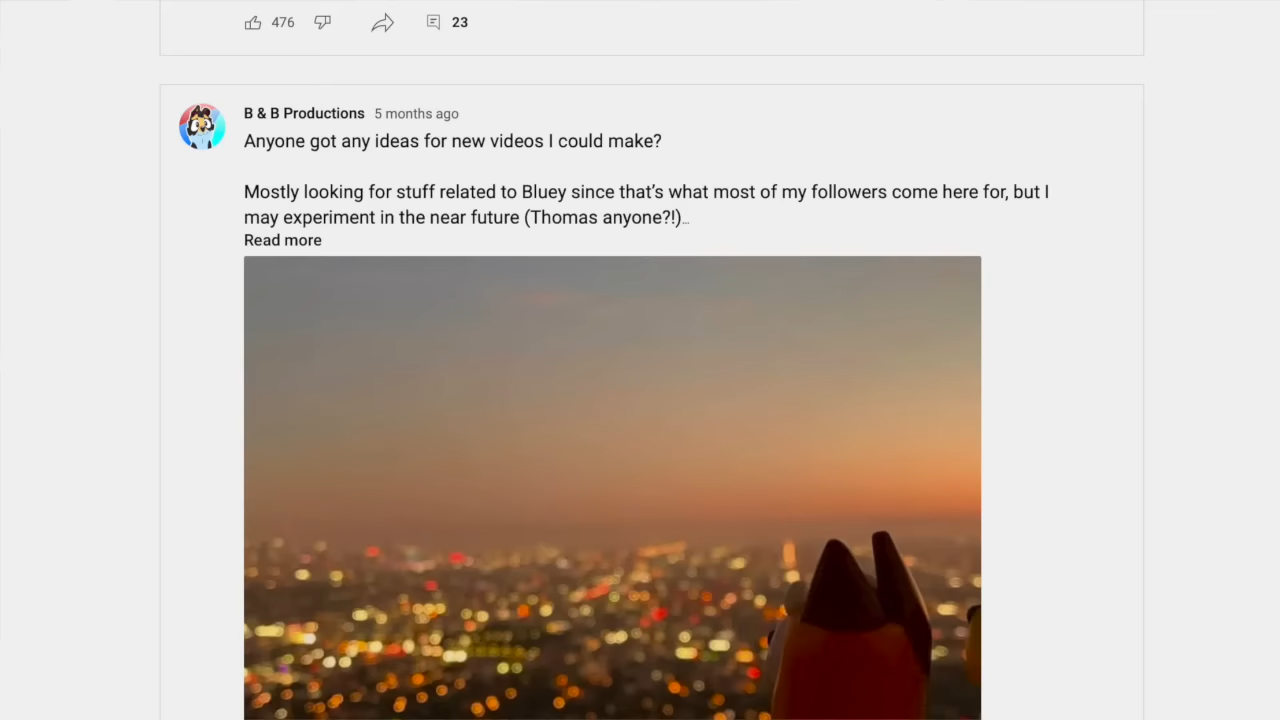 476
23
B & B Productions 5 months ago
Anyone got any ideas for new videos I could make?
Mostly looking for stuff related to Bluey since that’s what most of my followers come here for, but I
may experiment in the near future (Thomas anyone?!)...
Read more